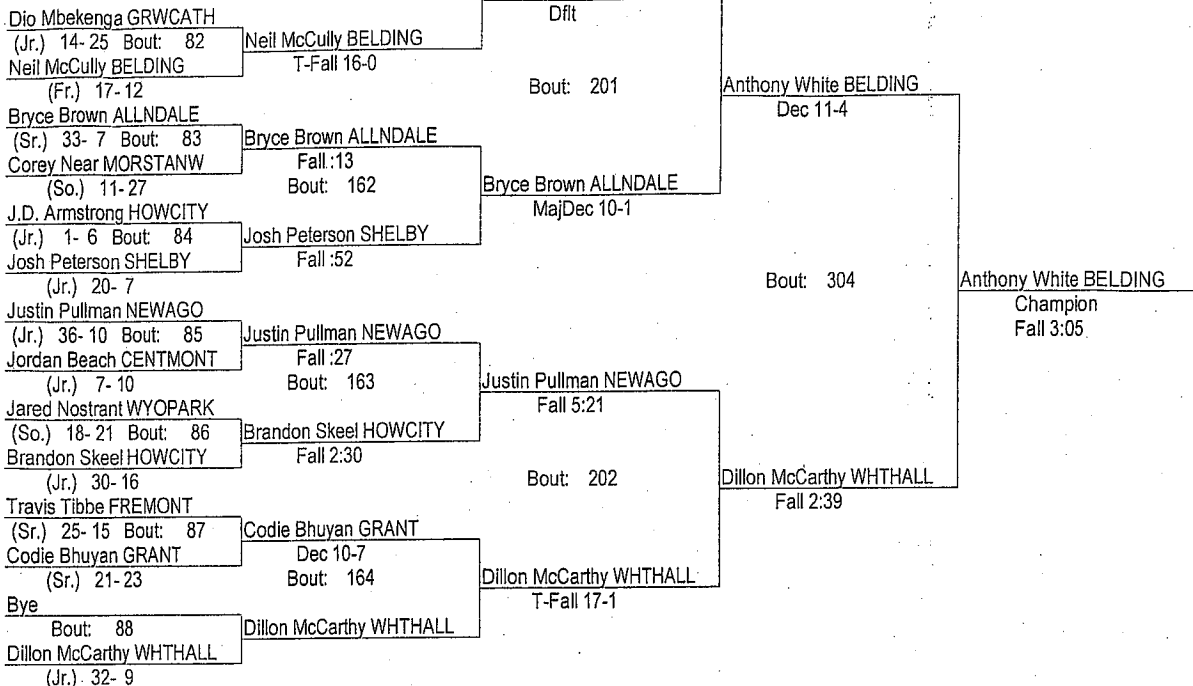 Dflt
Dio Mbekenga GRWCATH
(Jr.) 14-25 Bout: 82
Neil McCully BELDING
(Fr.) 17-12
Neil McCully BELDING
T-Fall 16-0
Bout: 201
Anthony White BELDING
Dec 11-4
Bryce Brown ALLNDALE
(Sr.) 33-7 Bout: 83
Corey Near MORSTANW
(So.) 11-27
Bryce Brown ALLNDALE
Fall :13
Bout: 162
Bryce Brown ALLNDALE
MajDec 10-1
J.D. Armstrong HOWCITY
(Jr.) 1-6 Bout: 84
Josh Peterson SHELBY
(Jr.) 20-7
Josh Peterson SHELBY
Fall :52
Bout: 304
Anthony White BELDING
Champion
Fall 3:05
Justin Pullman NEWAGO
(Jr.) 36-10 Bout: 85
Jordan Beach CENTMONT
(Jr.) 7-10
Justin Pullman NEWAGO
Fall :27
Bout: 163
Justin Pullman NEWAGO
Fall 5:21
Jared Nostrant WYOPARK
(So.) 18-21 Bout: 86
Brandon Skeel HOWCITY
(Jr.) 30-16
Brandon Skeel HOWCITY
Fall 2:30
Bout: 202
Dillon McCarthy WHTHALL
Fall 2:39
Travis Tibbe FREMONT
(Sr.) 25-15 Bout: 87
Codie Bhuyan GRANT
(Sr.) 21-23
Codie Bhuyan GRANT
Dec 10-7
Bout: 164
Dillon McCarthy WHTHALL
T-Fall 17-1
Bye
Bout: 88
Dillon McCarthy WHTHALL
(Jr.) 32-9
Dillon McCarthy WHTHALL